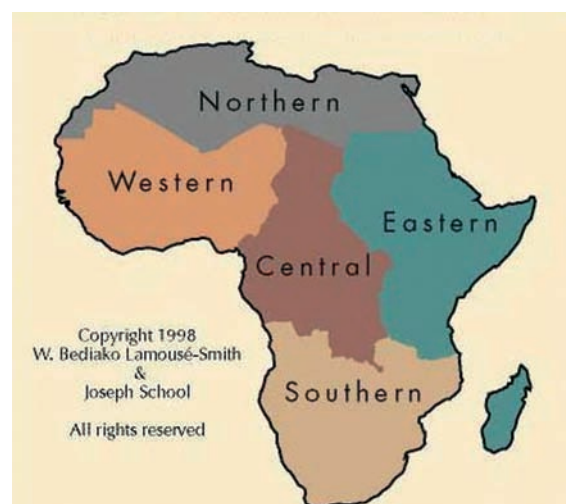 Northern
Western
Eastern
Central
Southern
Copyright 1998
W. Bediako Lamousé-Smith
&
Joseph School
All rights reserved